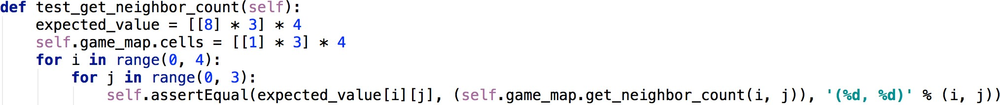 def test_get_neighbor_count(self):
    expected_value = [[8] * 3] * 4
    self.game_map.cells = [[1] * 3] * 4
    for i in range(0, 4):
        for j in range(0, 3):
            self.assertEqual(expected_value[i][j], (self.game_map.get_neighbor_count(i, j)), '(%d, %d)' % (i, j))